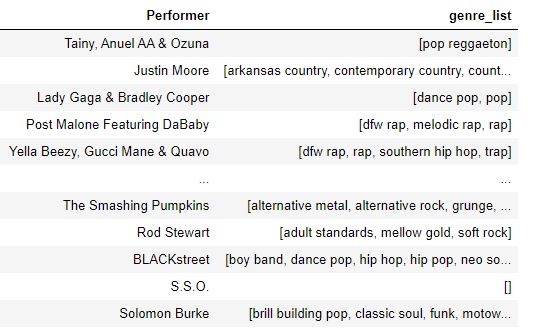 Performer genre_list
Tainy, Anuel AA & Ozuna [pop reggaeton]
Justin Moore [arkansas country, contemporary country, count...
Lady Gaga & Bradley Cooper [dance pop, pop]
Post Malone Featuring DaBaby [dfw rap, melodic rap, rap]
Yella Beezy, Gucci Mane & Quavo [dfw rap, rap, southern hip hop, trap]
... ...
The Smashing Pumpkins [alternative metal, alternative rock, grunge, ...
Rod Stewart [adult standards, mellow gold, soft rock]
BLACKstreet [boy band, dance pop, hip hop, hip pop, neo so...
S.S.O. []
Solomon Burke [brill building pop, classic soul, funk, motow...